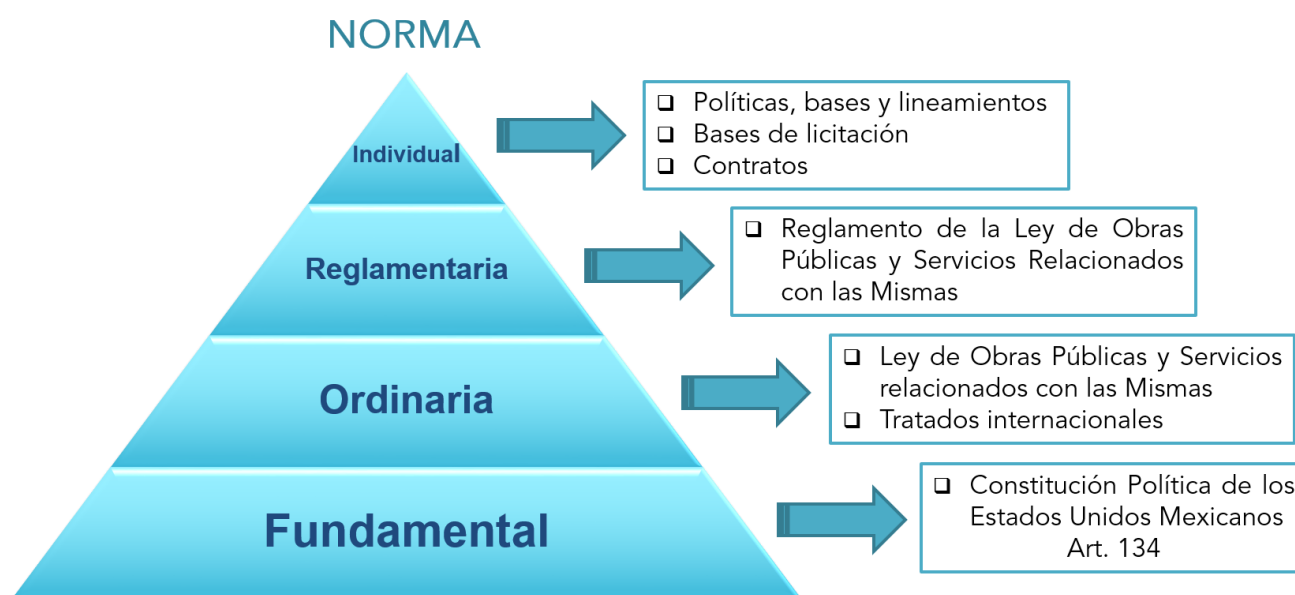 NORMA
Individual
❑ Políticas, bases y lineamientos
❑ Bases de licitación
❑ Contratos
Reglamentaria
❑ Reglamento de la Ley de Obras
Públicas y Servicios Relacionados
con las Mismas
Ordinaria
❑ Ley de Obras Públicas y Servicios
relacionados con las Mismas
❑ Tratados internacionales
Fundamental
❑ Constitución Política de los
Estados Unidos Mexicanos
Art. 134